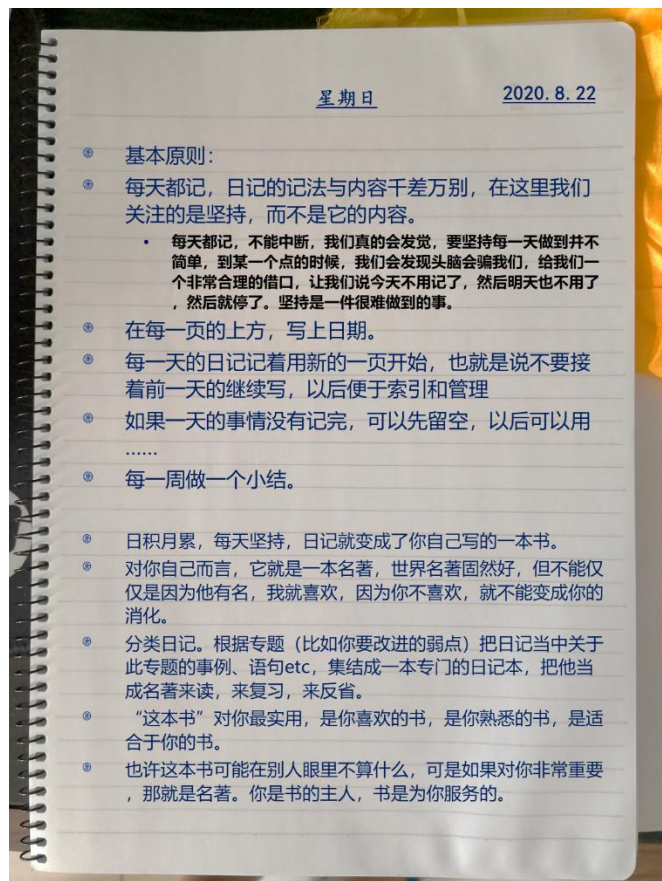 星期日 2020. 8. 22
基本原则：
每天都记，日记的记法与内容千差万别，在这里我们
关注的是坚持，而不是它的内容。
• 每天都记，不能中断，我们真的会发觉，要坚持每一天做到并不
简单，到某一个点的时候，我们会发现头脑会骗我们，给我们一
个非常合理的借口，让我们说今天不用记了，然后明天也不用了
，然后就停了。坚持是一件很难做到的事。
在每一页的上方，写上日期。
每一天的日记记着用新的一页开始，也就是说不要接
着前一天的继续写，以后便于索引和管理
如果一天的事情没有记完，可以先留空，以后可以用
……
每一周做一个小结。
日积月累，每天坚持，日记就变成了你自己写的一本书。
对你自己而言，它就是一本名著，世界名著固然好，但不能仅
仅是因为他有名，我就喜欢，因为你不喜欢，就不能变成你的
消化。
分类日记。根据专题（比如你要改进的弱点）把日记当中关于
此专题的事例、语句etc，集结成一本专门的日记本，把他当
成名著来读，来复习，来反省。
“这本书”对你最实用，是你喜欢的书，是你熟悉的书，是适
合于你的书。
也许这本书可能在别人眼里不算什么，可是如果对你非常重要
，那就是名著。你是书的主人，书是为你服务的。